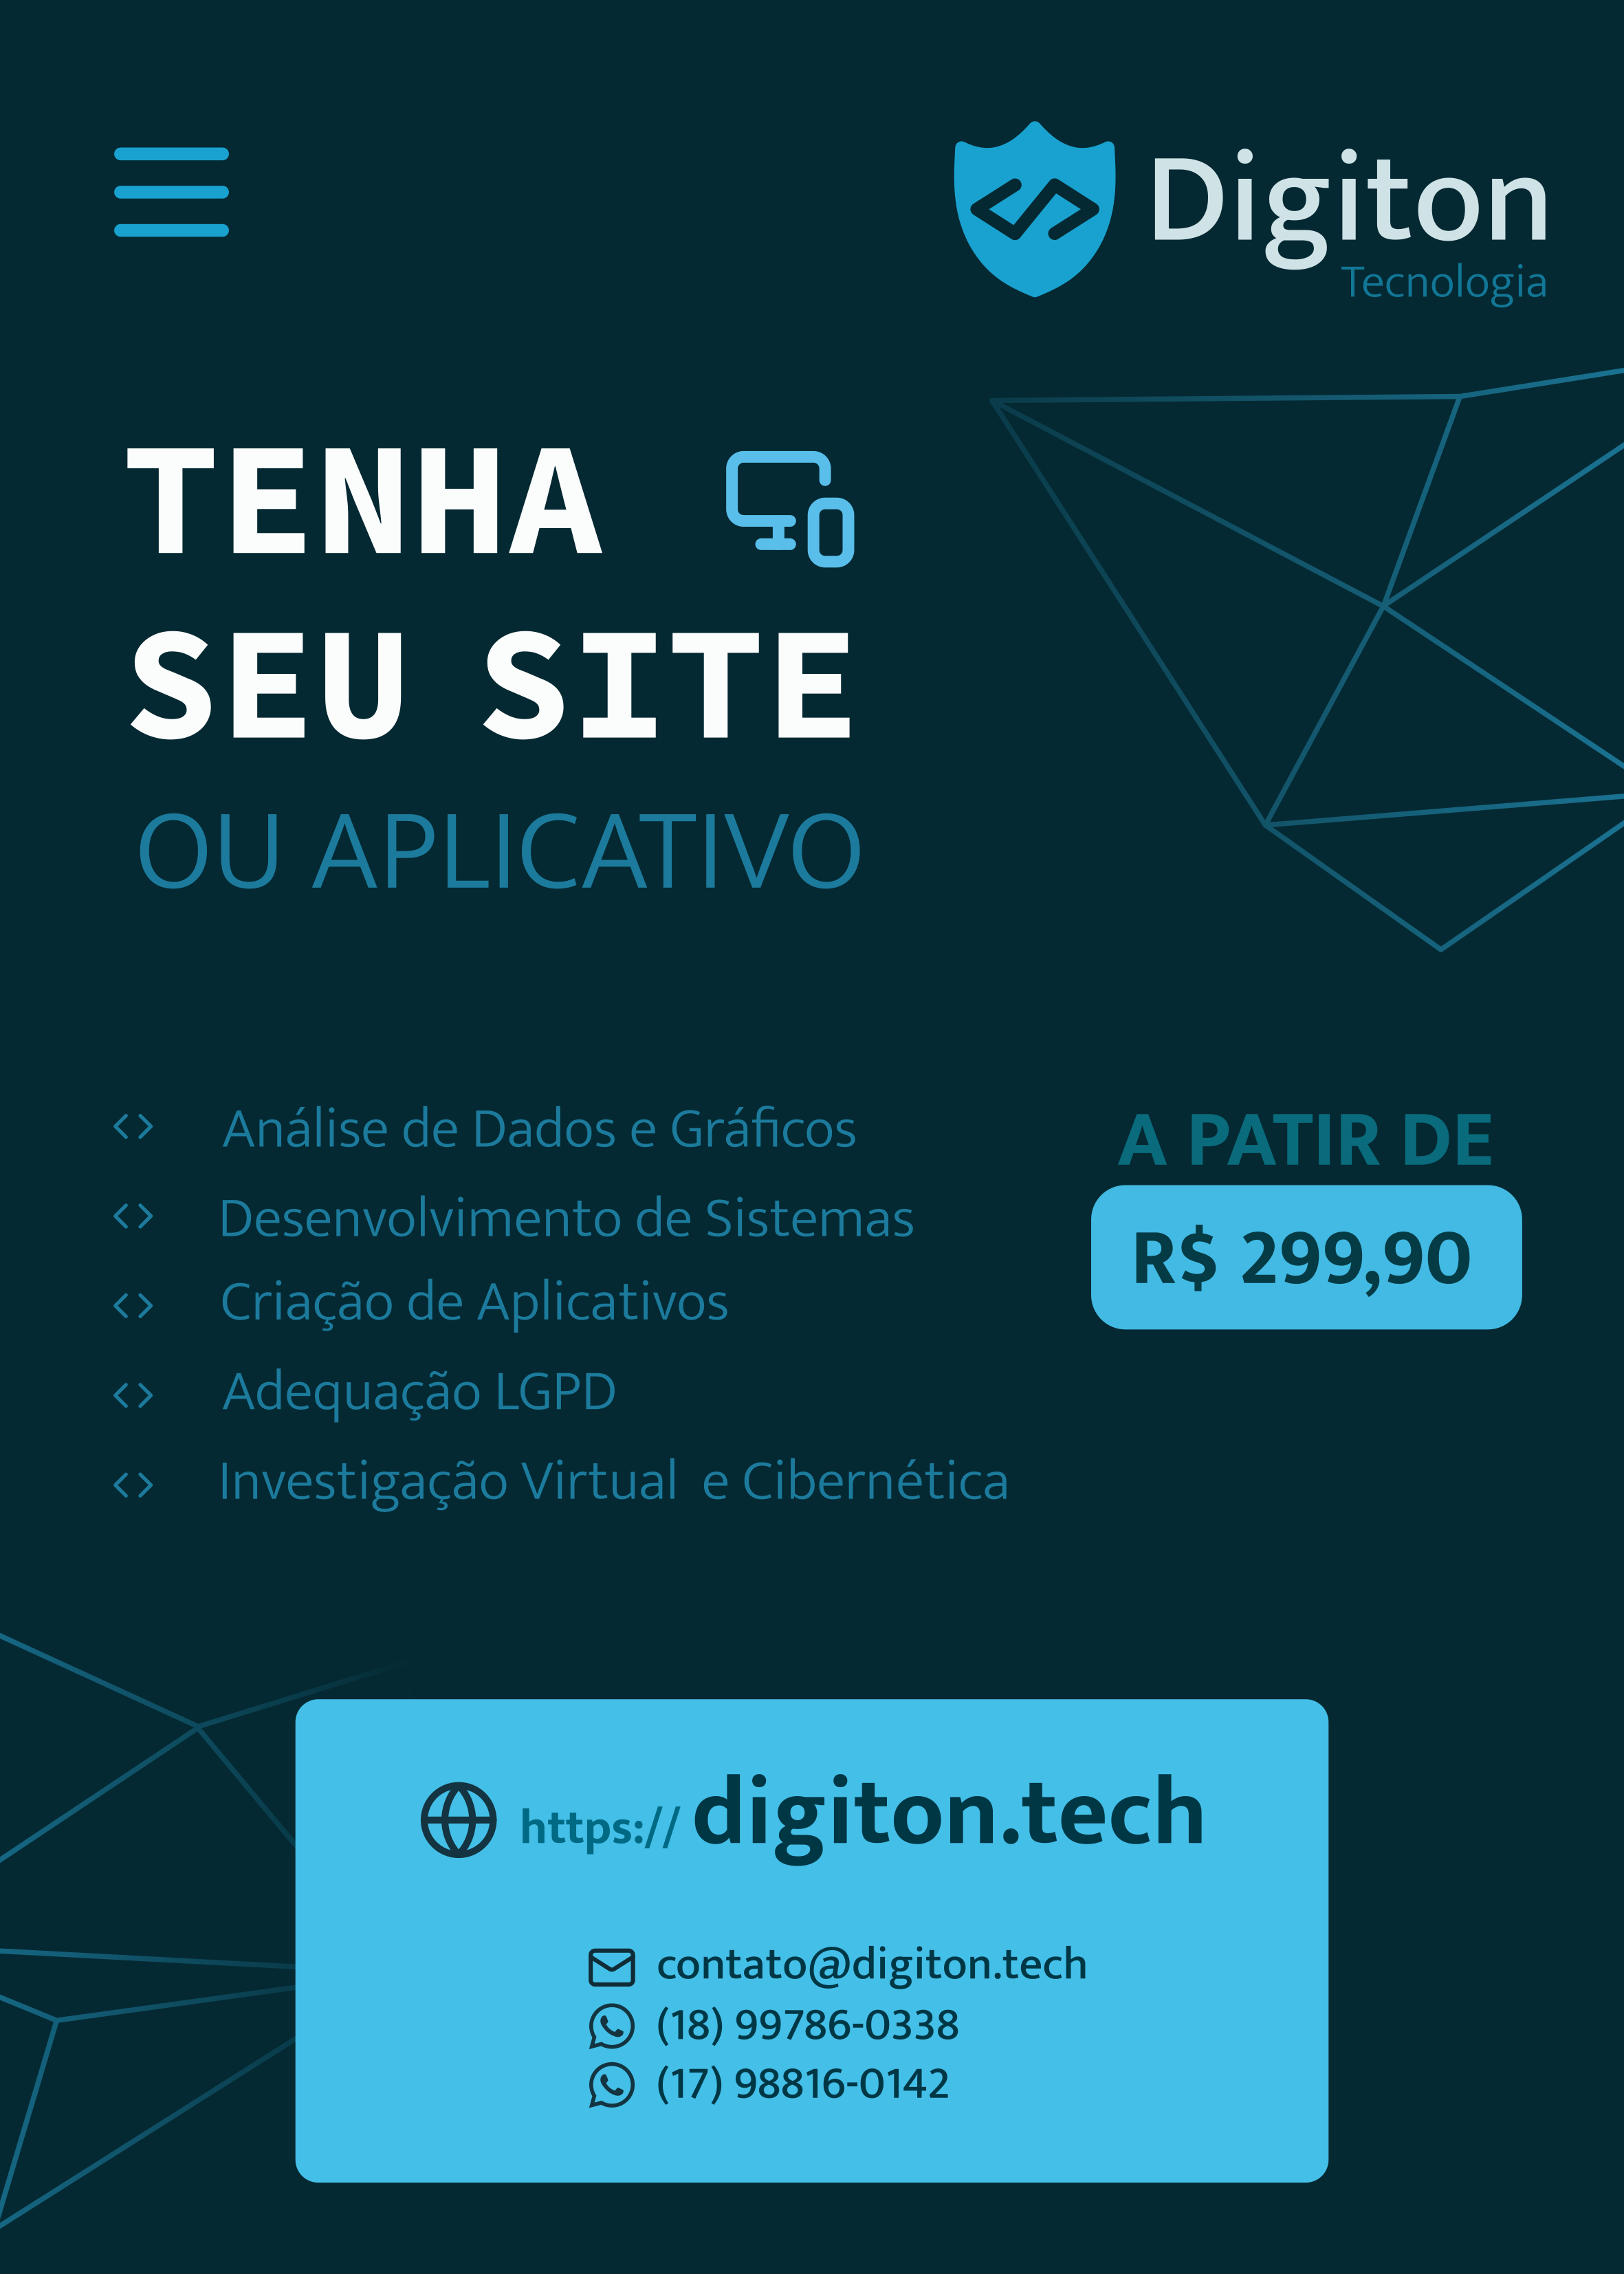 Digiton
Tecnologia
TENHA
SEU SITE
OU APLICATIVO
Análise de Dados e Gráficos
Desenvolvimento de Sistemas
Criação de Aplicativos
Adequação LGPD
Investigação Virtual e Cibernética
A PATIR DE
R$ 299,90
https:// digiton.tech
contato@digiton.tech
(18) 99786-0338
(17) 98816-0142